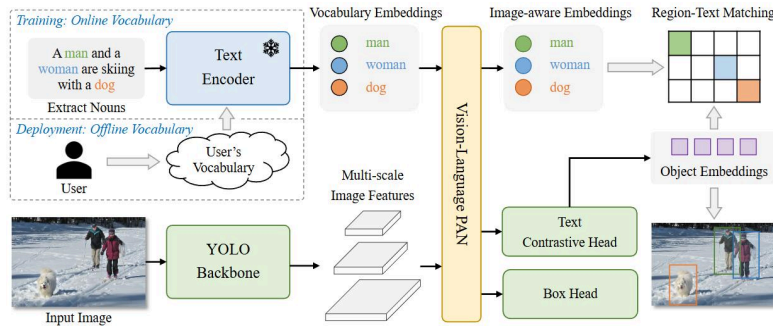 Training: Online Vocabulary
A man and a
woman are skiing
with a dog
Extract Nouns
Text
Encoder
Deployment: Offline Vocabulary
User
User's
Vocabulary
Vocabulary Embeddings
man
woman
dog
Image-aware Embeddings
man
woman
dog
Region-Text Matching
Vision-Language PAN
Multi-scale
Image Features
Input Image
YOLO
Backbone
Text
Contrastive Head
Box Head
Object Embeddings